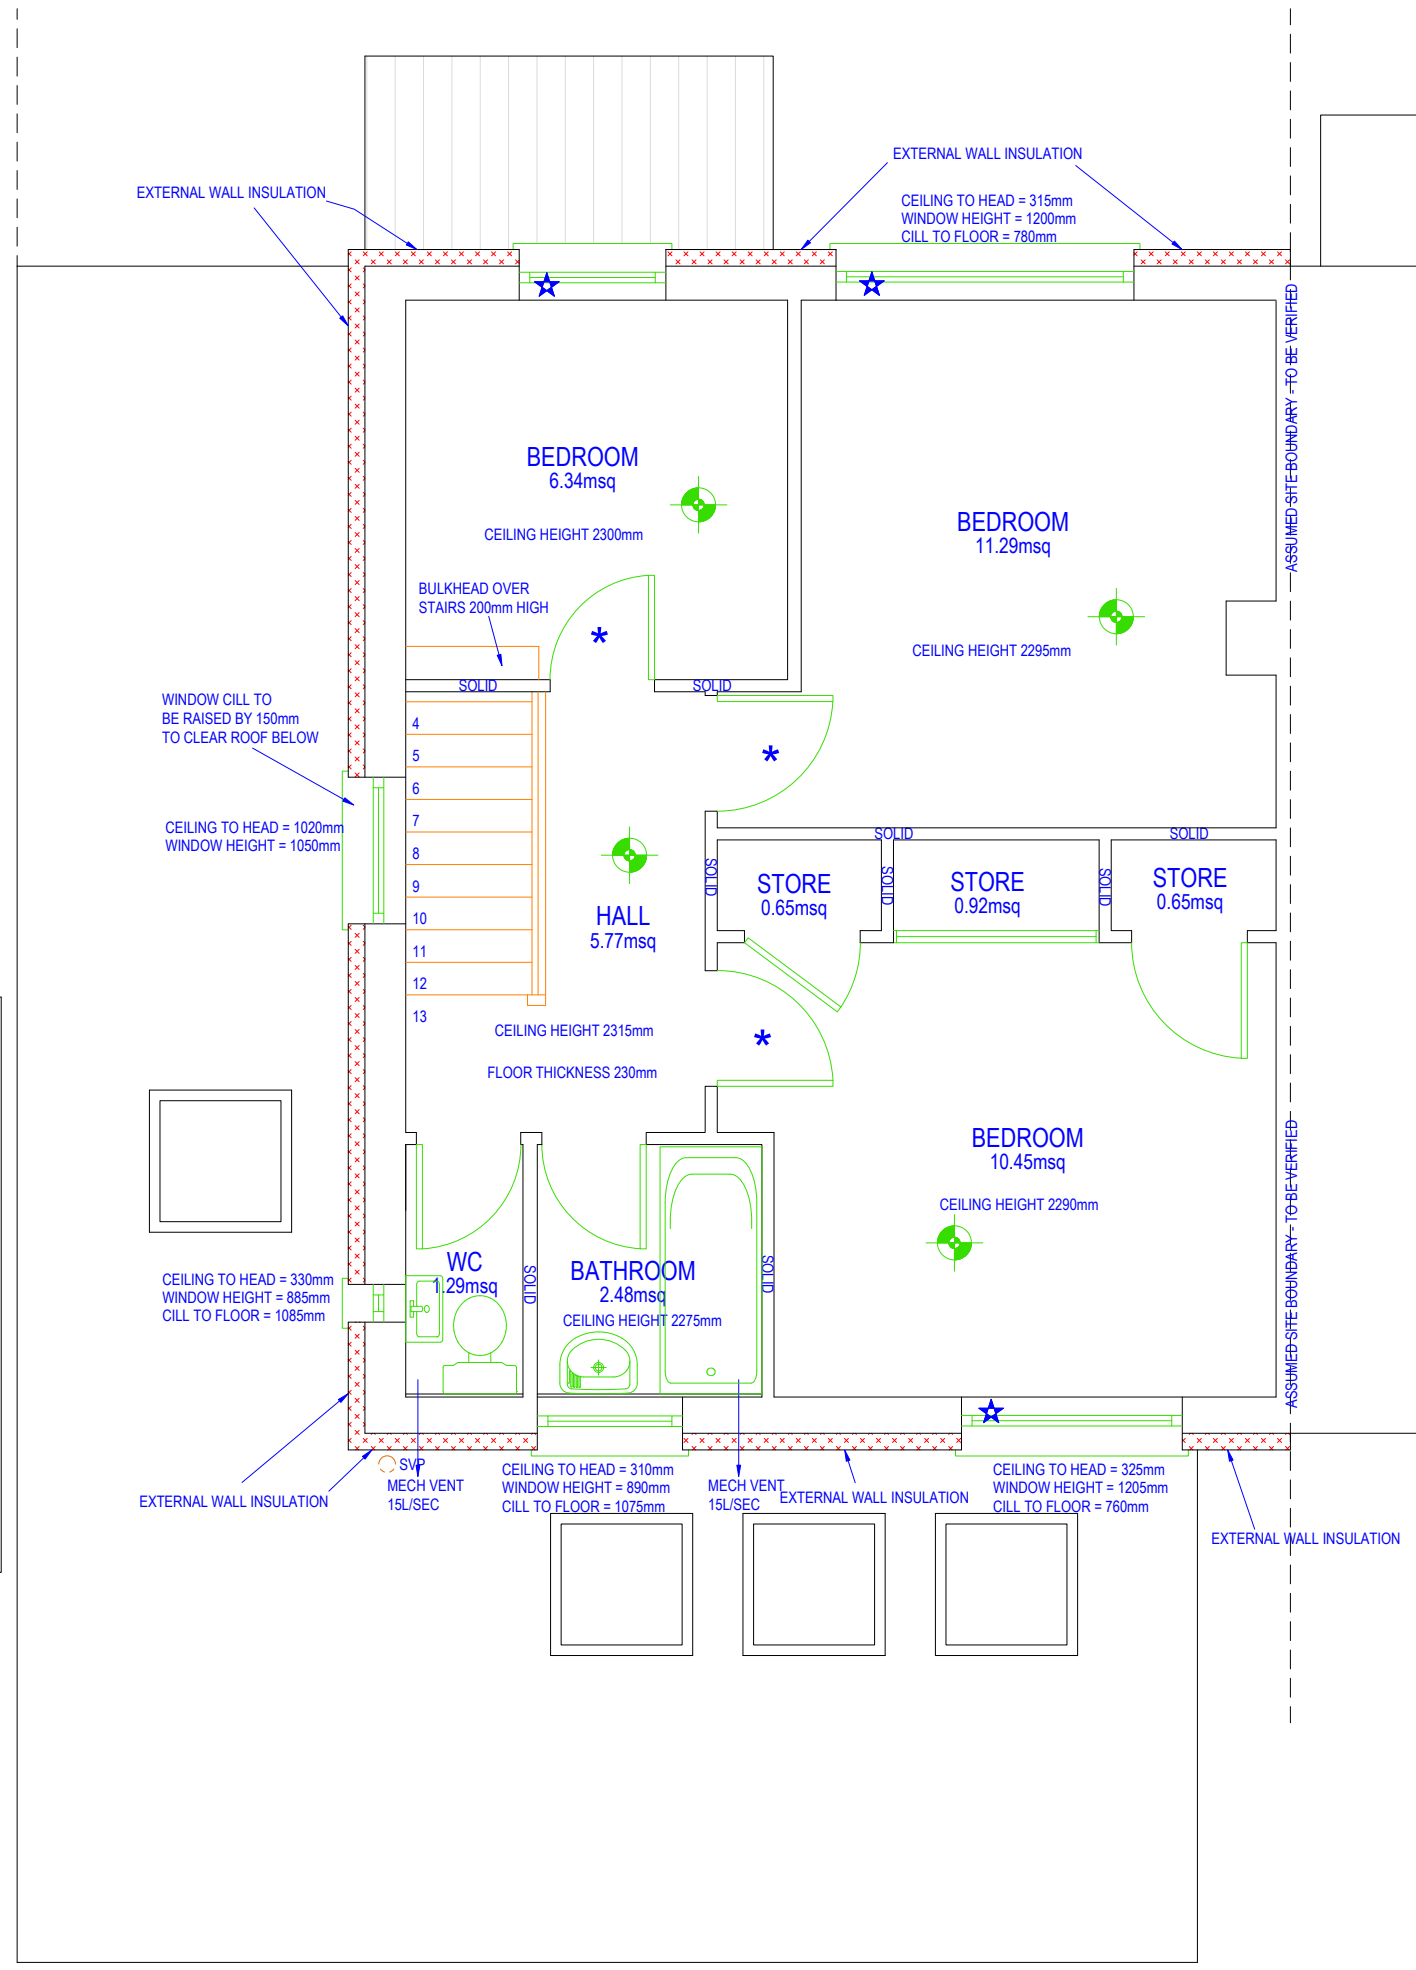 EXTERNAL WALL INSULATION
EXTERNAL WALL INSULATION
CEILING TO HEAD = 315mm
WINDOW HEIGHT = 1200mm
CILL TO FLOOR = 780mm
ASSUMED SITE BOUNDARY - TO BE VERIFIED
BEDROOM
6.34msq
CEILING HEIGHT 2300mm
BEDROOM
11.29msq
CEILING HEIGHT 2295mm
BULKHEAD OVER
STAIRS 200mm HIGH
*
SOLID
SOLID
WINDOW CILL TO
BE RAISED BY 150mm
TO CLEAR ROOF BELOW
CEILING TO HEAD = 1020mm
WINDOW HEIGHT = 1050mm
4
5
6
7
8
9
10
11
12
13
*
SOLID
SOLID
SOLID
SOLID
SOLID
STORE
0.65msq
STORE
0.92msq
STORE
0.65msq
HALL
5.77msq
CEILING HEIGHT 2315mm
FLOOR THICKNESS 230mm
*
BEDROOM
10.45msq
CEILING HEIGHT 2290mm
ASSUMED SITE BOUNDARY - TO BE VERIFIED
WC
1.29msq
SOLID
BATHROOM
2.48msq
CEILING HEIGHT 2275mm
SOLID
CEILING TO HEAD = 330mm
WINDOW HEIGHT = 885mm
CILL TO FLOOR = 1085mm
SVP
MECH VENT
15L/SEC
EXTERNAL WALL INSULATION
CEILING TO HEAD = 310mm
WINDOW HEIGHT = 890mm
CILL TO FLOOR = 1075mm
MECH VENT
15L/SEC
EXTERNAL WALL INSULATION
CEILING TO HEAD = 325mm
WINDOW HEIGHT = 1205mm
CILL TO FLOOR = 760mm
EXTERNAL WALL INSULATION